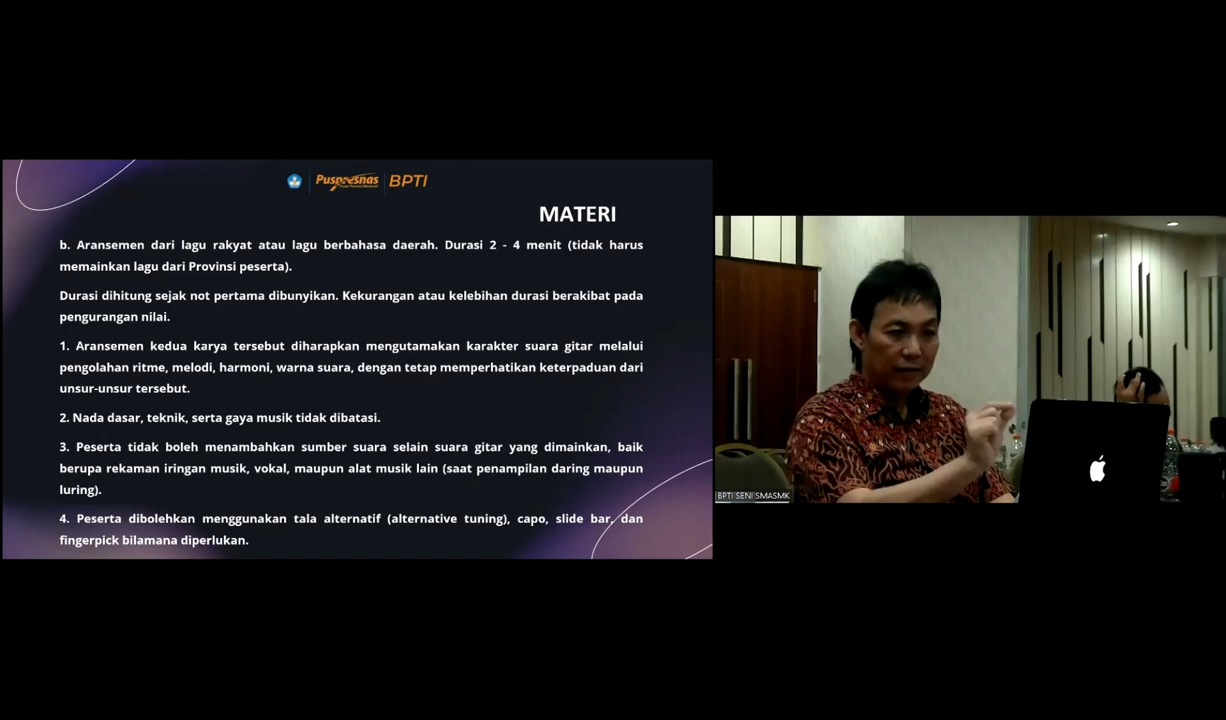 Puspresnas BPTI
MATERI
b. Aransemen dari lagu rakyat atau lagu berbahasa daerah. Durasi 2 - 4 menit (tidak harus
memainkan lagu dari Provinsi peserta).
Durasi dihitung sejak not pertama dibunyikan. Kekurangan atau kelebihan durasi berakibat pada
pengurangan nilai.
1. Aransemen kedua karya tersebut diharapkan mengutamakan karakter suara gitar melalui
pengolahan ritme, melodi, harmoni, warna suara, dengan tetap memperhatikan keterpaduan dari
unsur-unsur tersebut.
2. Nada dasar, teknik, serta gaya musik tidak dibatasi.
3. Peserta tidak boleh menambahkan sumber suara selain suara gitar yang dimainkan, baik
berupa rekaman iringan musik, vokal, maupun alat musik lain (saat penampilan daring maupun
luring).
4. Peserta dibolehkan menggunakan tala alternatif (alternative tuning), capo, slide bar, dan
fingerpick bilamana diperlukan.
BPTI SENI SMASMK